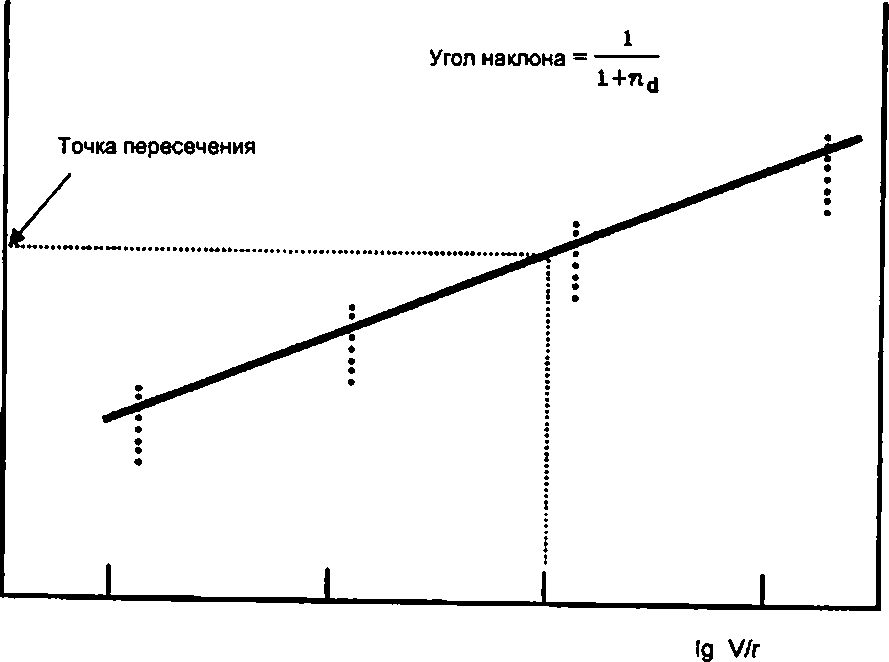 Угол наклона = 1
1+n_d
Точка пересечения
lg V/r